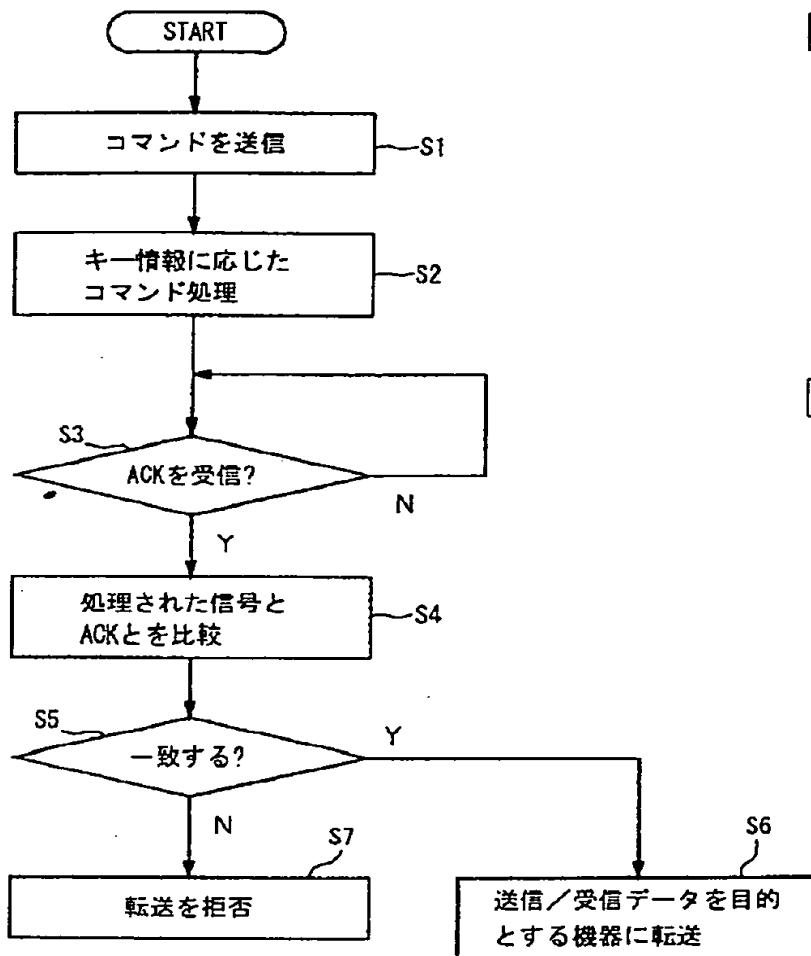 START
コマンドを送信
S1
キー情報に応じた
コマンド処理
S2
S3
ACKを受信?
N
Y
処理された信号と
ACKとを比較
S4
S5
一致する?
Y
N
S7
転送を拒否
S6
送信/受信データを目的
とする機器に転送